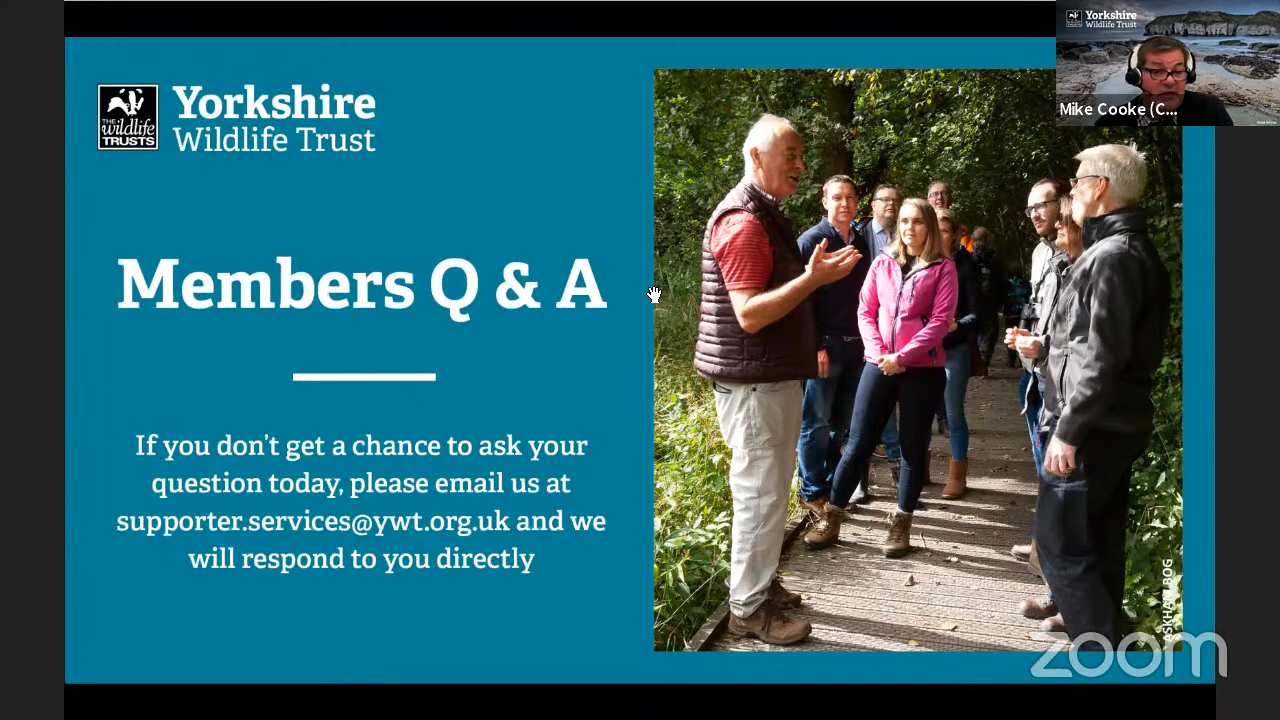 Yorkshire
Wildlife Trust
THE
wildlife
TRUSTS
Members Q & A
If you don't get a chance to ask your
question today, please email us at
supporter.services@ywt.org.uk and we
will respond to you directly
Yorkshire
Wildlife Trust
Mike Cooke (C...
ASKHAM BOG
zoom